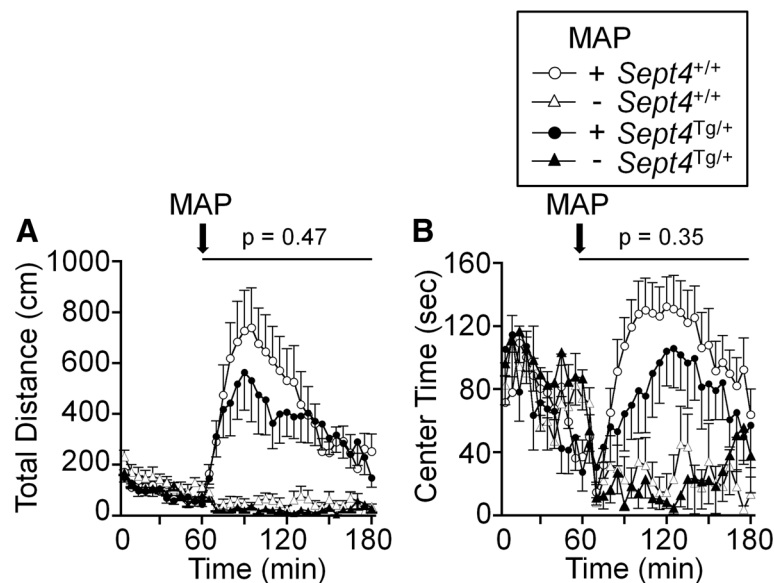 MAP
+ Sept4+/+
- Sept4+/+
+ Sept4Tg/+
- Sept4Tg/+
A
MAP
p = 0.47
Total Distance (cm)
1000
800
600
400
200
0
0 60 120 180
Time (min)
B
MAP
p = 0.35
Center Time (sec)
160
120
80
40
0
0 60 120 180
Time (min)